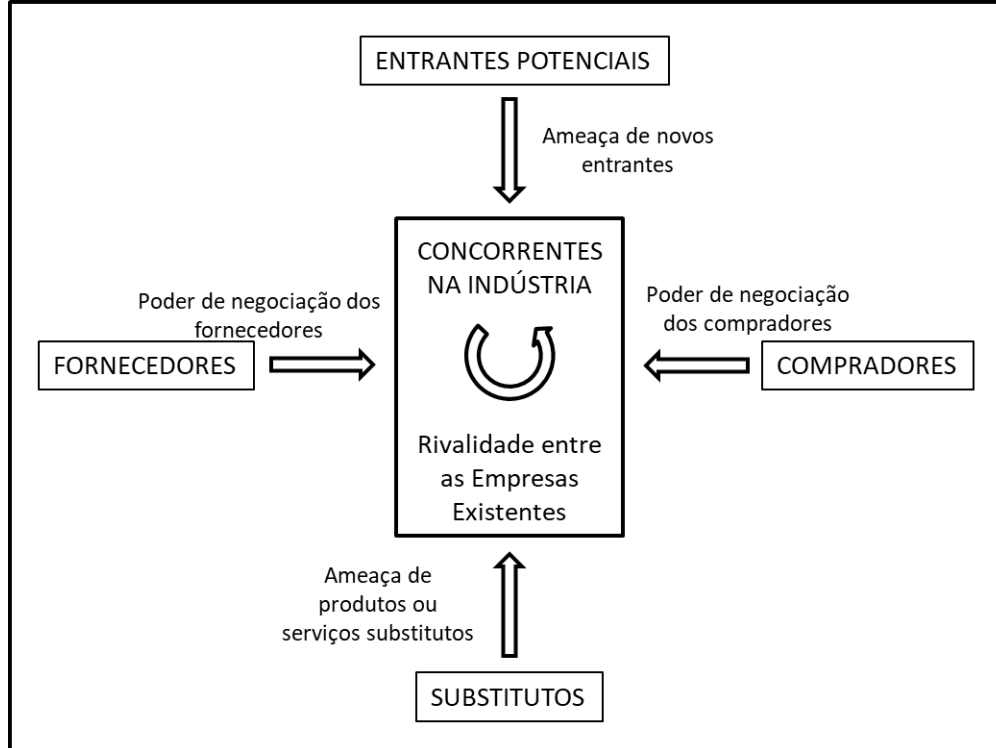 ENTRANTES POTENCIAIS
Ameaça de novos
entrantes
CONCORRENTES
NA INDÚSTRIA
Poder de negociação dos
fornecedores
FORNECEDORES
Poder de negociação
dos compradores
COMPRADORES
Rivalidade entre
as Empresas
Existentes
Ameaça de
produtos ou
serviços substitutos
SUBSTITUTOS